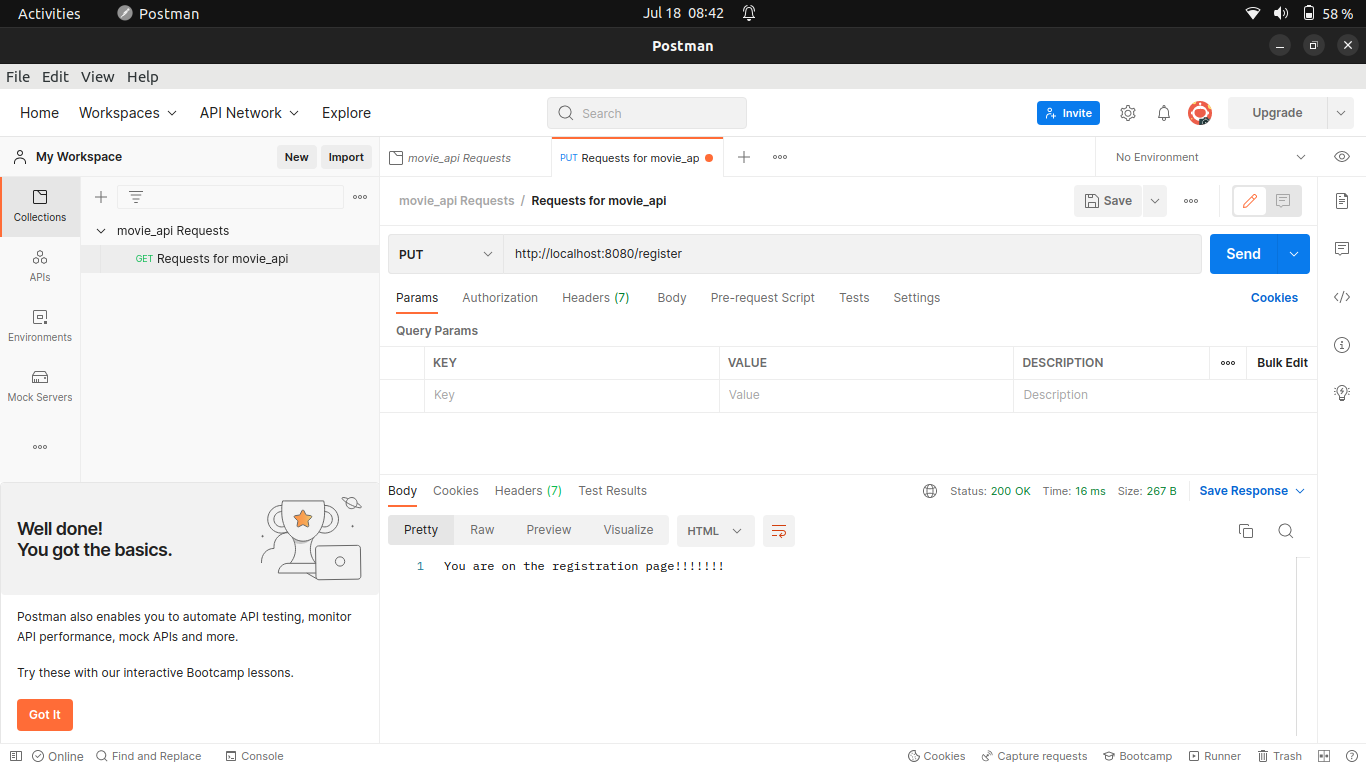 Activities Postman Jul 18 08:42 58 %
Postman
File Edit View Help
Home Workspaces API Network Explore Search Invite Upgrade
My Workspace New Import movie_api Requests PUT Requests for movie_ap No Environment
Collections
APIs
Environments
Mock Servers
movie_api Requests
GET Requests for movie_api
movie_api Requests / Requests for movie_api Save
PUT http://localhost:8080/register Send
Params Authorization Headers (7) Body Pre-request Script Tests Settings Cookies
Query Params
KEY VALUE DESCRIPTION Bulk Edit
Key Value Description
Body Cookies Headers (7) Test Results Status: 200 OK Time: 16 ms Size: 267 B Save Response
Pretty Raw Preview Visualize HTML
1 You are on the registration page!!!!!!!
Well done!
You got the basics.
Postman also enables you to automate API testing, monitor
API performance, mock APIs and more.
Try these with our interactive Bootcamp lessons.
Got It
Online Find and Replace Console Cookies Capture requests Bootcamp Runner Trash